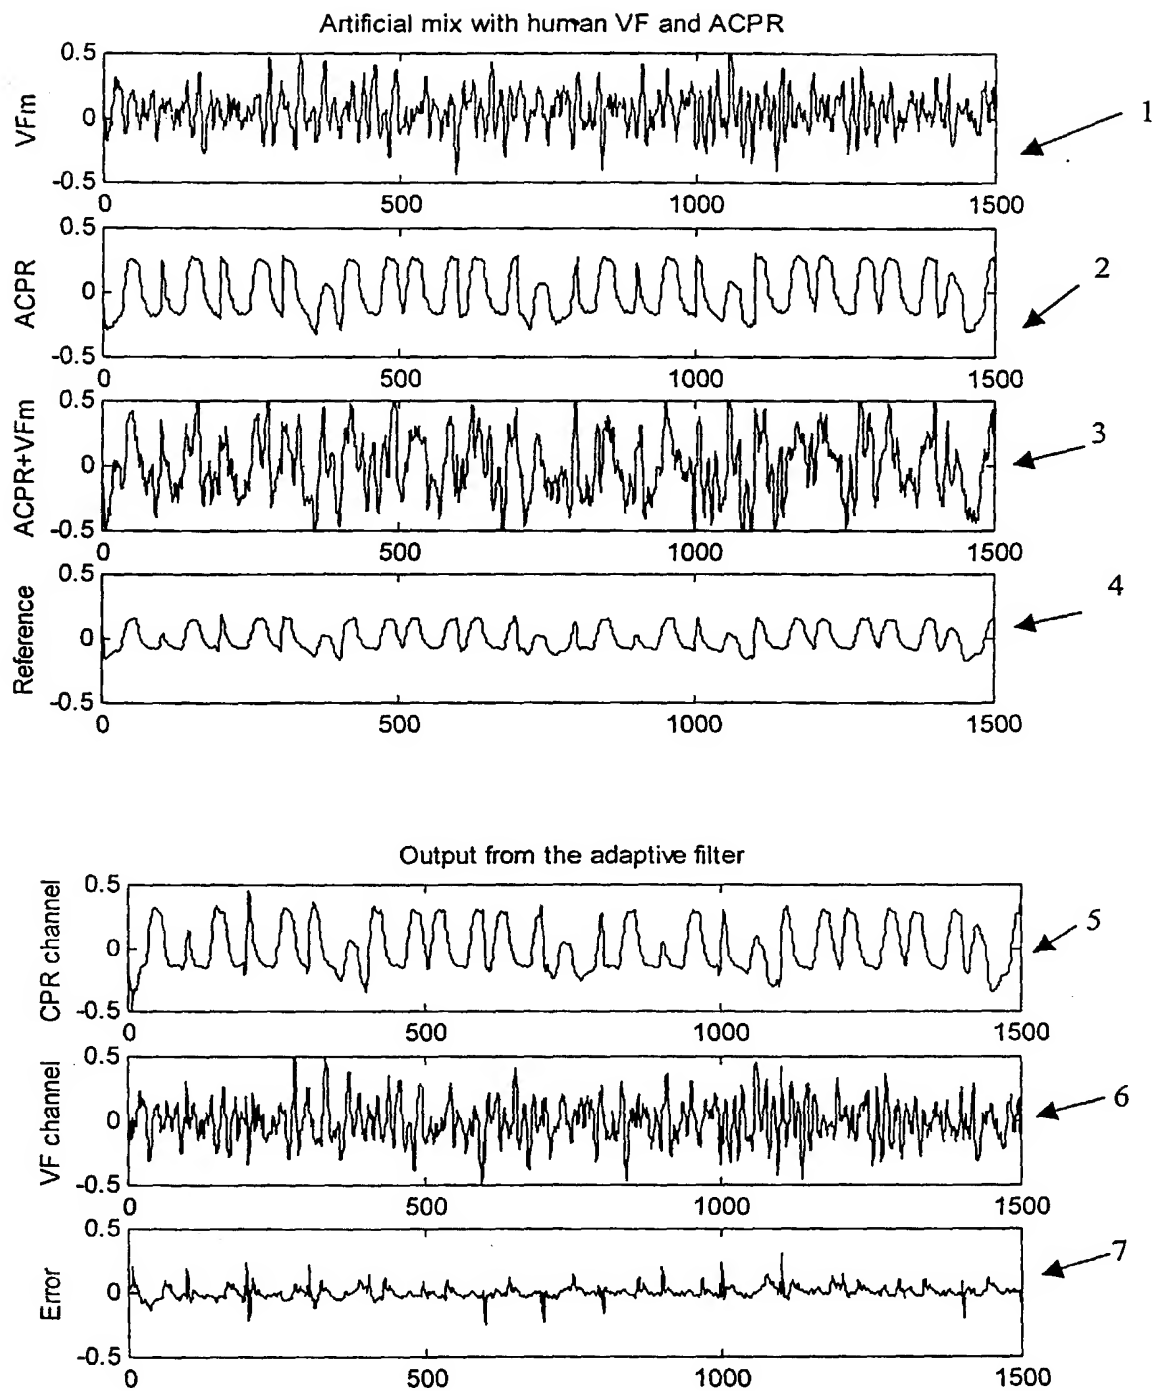 Artificial mix with human VF and ACPR
0.5
VFm
0
-0.5
0 500 1000 1500
1
0.5
ACPR
0
-0.5
0 500 1000 1500
2
0.5
ACPR+VFm
0
-0.5
0 500 1000 1500
3
0.5
Reference
0
-0.5
0 500 1000 1500
4
Output from the adaptive filter
0.5
CPR channel
0
-0.5
0 500 1000 1500
5
0.5
VF channel
0
-0.5
0 500 1000 1500
6
0.5
Error
0
-0.5
0 500 1000 1500
7